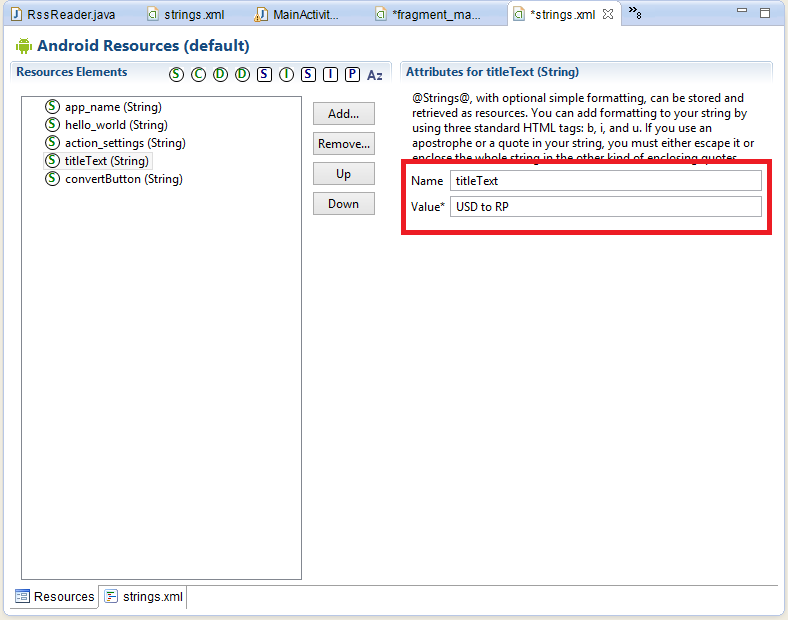 RssReader.java strings.xml MainActivit... *fragment_ma... *strings.xml »8
Android Resources (default)
Resources Elements S C D D S I S I P Az
app_name (String)
hello_world (String)
action_settings (String)
titleText (String)
convertButton (String)
Add...
Remove...
Up
Down
Attributes for titleText (String)
@Strings@, with optional simple formatting, can be stored and
retrieved as resources. You can add formatting to your string by
using three standard HTML tags: b, i, and u. If you use an
apostrophe or a quote in your string, you must either escape it or
enclose the whole string in the other kind of enclosing quotes.
Name titleText
Value* USD to RP
Resources strings.xml